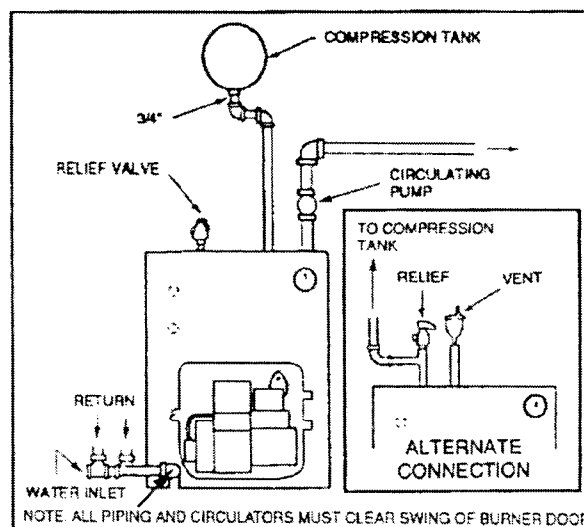 COMPRESSION TANK
3/4"
RELIEF VALVE
CIRCULATING
PUMP
TO COMPRESSION
TANK
RELIEF
VENT
RETURN
WATER INLET
ALTERNATE
CONNECTION
NOTE: ALL PIPING AND CIRCULATORS MUST CLEAR SWING OF BURNER DOOR